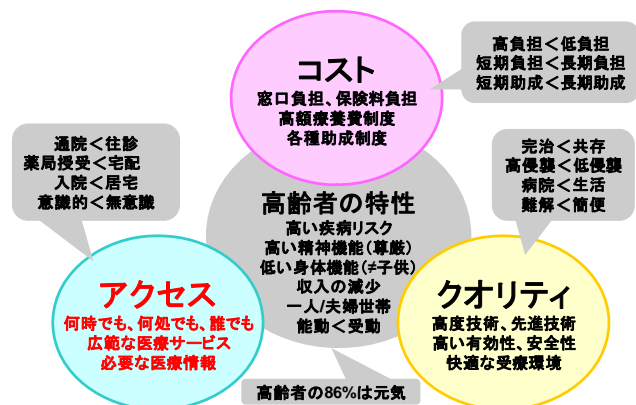 コスト
窓口負担、保険料負担
高額療養費制度
各種助成制度
高負担＜低負担
短期負担＜長期負担
短期助成＜長期助成
通院＜往診
薬局授受＜宅配
入院＜居宅
意識的＜無意識
完治＜共存
高侵襲＜低侵襲
病院＜生活
難解＜簡便
高齢者の特性
高い疾病リスク
高い精神機能（尊厳）
低い身体機能（≠子供）
収入の減少
一人/夫婦世帯
能動＜受動
アクセス
何時でも、何処でも、誰でも
広範な医療サービス
必要な医療情報
クオリティ
高度技術、先進技術
高い有効性、安全性
快適な受療環境
高齢者の86%は元気